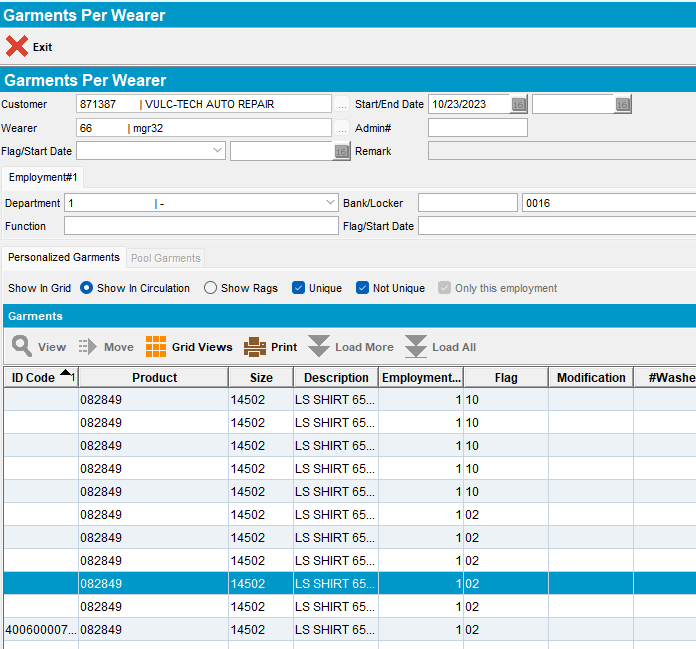 Garments Per Wearer
Exit
Garments Per Wearer
Customer 871387 | VULC-TECH AUTO REPAIR ... Start/End Date 10/23/2023 16 16
Wearer 66 | mgr32 ... Admin#
Flag/Start Date 16 Remark
Employment#1
Department 1 | - Bank/Locker 0016
Function Flag/Start Date
Personalized Garments Pool Garments
Show In Grid Show In Circulation Show Rags Unique Not Unique Only this employment
Garments
View Move Grid Views Print Load More Load All
ID Code 1 Product Size Description Employment... Flag Modification #Washe
082849 14502 LS SHIRT 65... 1 10
082849 14502 LS SHIRT 65... 1 10
082849 14502 LS SHIRT 65... 1 10
082849 14502 LS SHIRT 65... 1 10
082849 14502 LS SHIRT 65... 1 10
082849 14502 LS SHIRT 65... 1 02
082849 14502 LS SHIRT 65... 1 02
082849 14502 LS SHIRT 65... 1 02
082849 14502 LS SHIRT 65... 1 02
082849 14502 LS SHIRT 65... 1 02
400600007... 082849 14502 LS SHIRT 65... 1 02